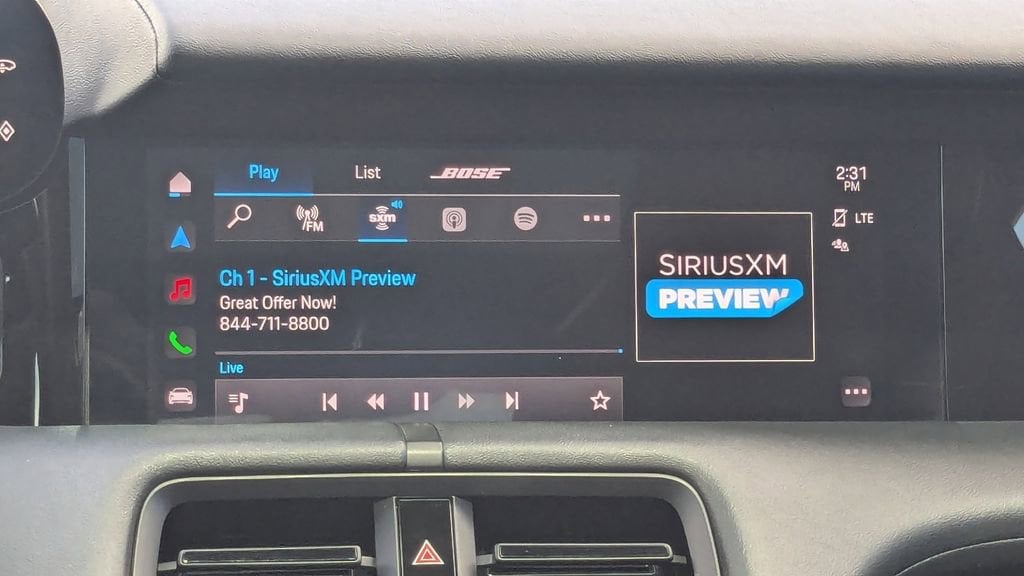 Play List BOSE
2:31
PM
FM
sxm
LTE
Ch 1 - SiriusXM Preview
Great Offer Now!
844-711-8800
SIRIUSXM
PREVIEW
Live